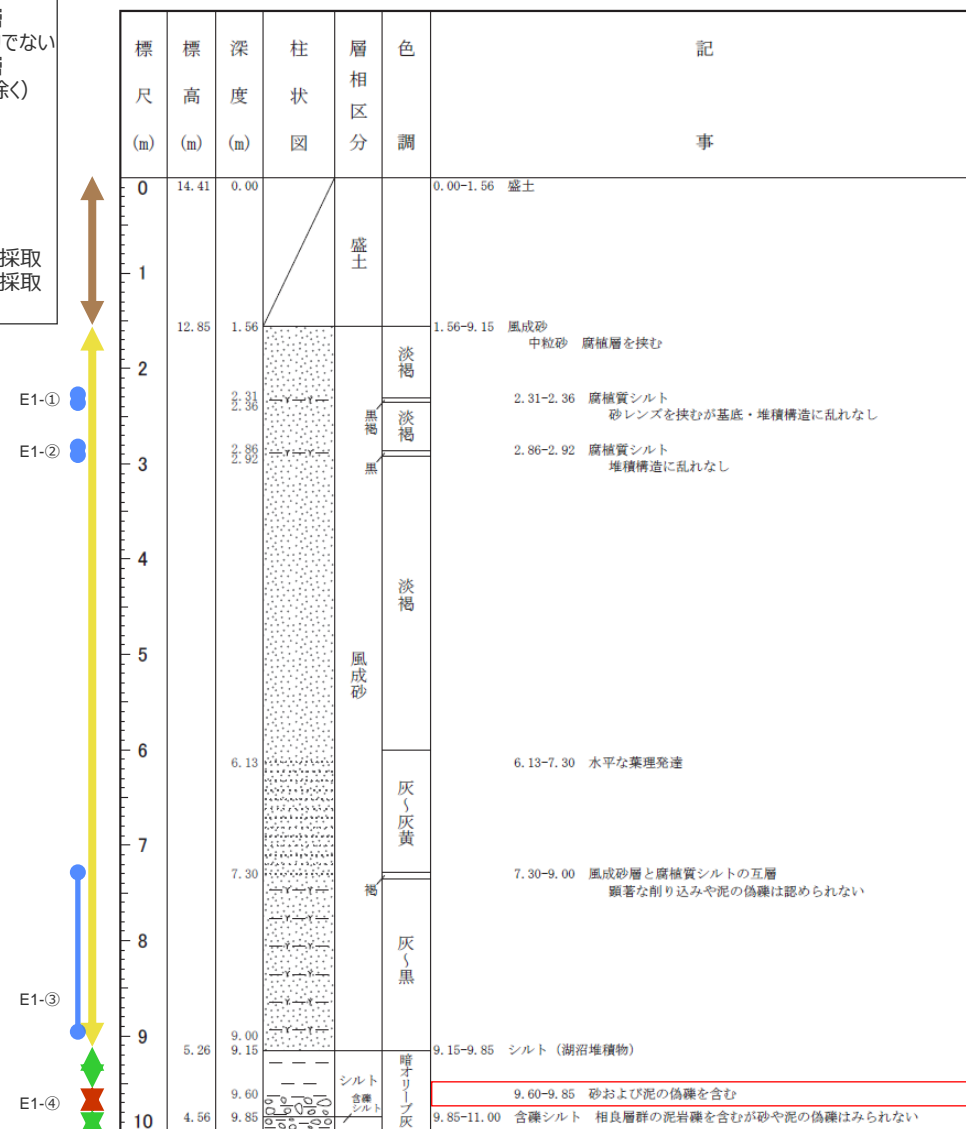 でない
除く）
採取
採取
標尺(m)
標高(m)
深度(m)
柱状図
層相区分
色調
記事
0 14.41 0.00 0.00-1.56 盛土
盛土
1
12.85 1.56 1.56-9.15 風成砂
中粒砂 腐植層を挟む
淡褐
2
E1-① 2.31 2.31-2.36 腐植質シルト
2.36 黒褐 淡褐 砂レンズを挟むが基底・堆積構造に乱れなし
E1-② 2.86 2.86-2.92 腐植質シルト
2.92 黒 堆積構造に乱れなし
3
4
淡褐
5
風成砂
6
6.13 6.13-7.30 水平な葉理発達
灰～灰黄
7
7.30 7.30-9.00 風成砂層と腐植質シルトの互層
褐 顕著な削り込みや泥の偽礫は認められない
8
灰～黒
E1-③
9 9.00
5.26 9.15 9.15-9.85 シルト（湖沼堆積物）
暗オリーブ灰
シルト
9.60 9.60-9.85 砂および泥の偽礫を含む
E1-④ 含礫シルト
10 4.56 9.85 9.85-11.00 含礫シルト 相良層群の泥岩礫を含むが砂や泥の偽礫はみられない